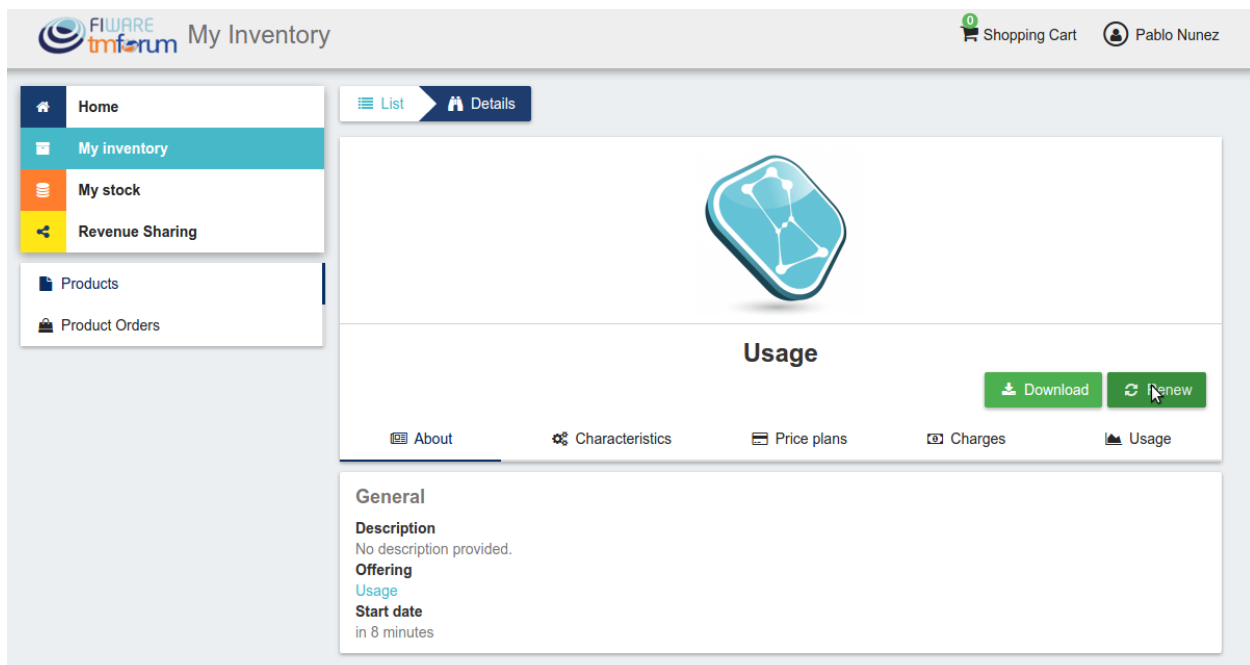 FIWARE
tmforum
My Inventory
0
Shopping Cart
Pablo Nunez
Home
My inventory
My stock
Revenue Sharing
Products
Product Orders
List
Details
Usage
Download
Renew
About
Characteristics
Price plans
Charges
Usage
General
Description
No description provided.
Offering
Usage
Start date
in 8 minutes